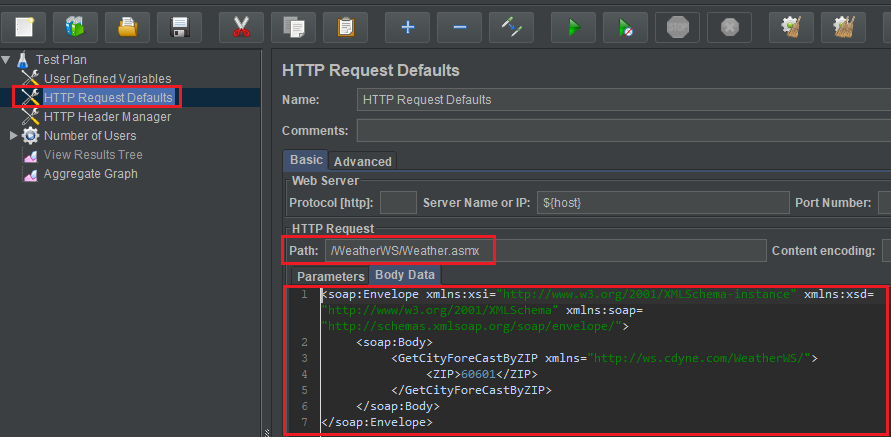 Test Plan
User Defined Variables
HTTP Request Defaults
HTTP Header Manager
Number of Users
View Results Tree
Aggregate Graph
HTTP Request Defaults
Name: HTTP Request Defaults
Comments:
Basic Advanced
Web Server
Protocol [http]: Server Name or IP: ${host} Port Number:
HTTP Request
Path: /WeatherWS/Weather.asmx Content encoding:
Parameters Body Data
1 <soap:Envelope xmlns:xsi="http://www.w3.org/2001/XMLSchema-instance" xmlns:xsd=
"http://www/w3.org/2001/XMLSchema" xmlns:soap=
"http://schemas.xmlsoap.org/soap/envelope/">
2 <soap:Body>
3 <GetCityForeCastByZIP xmlns="http://ws.cdyne.com/WeatherWS/">
4 <ZIP>60601</ZIP>
5 </GetCityForeCastByZIP>
6 </soap:Body>
7 </soap:Envelope>